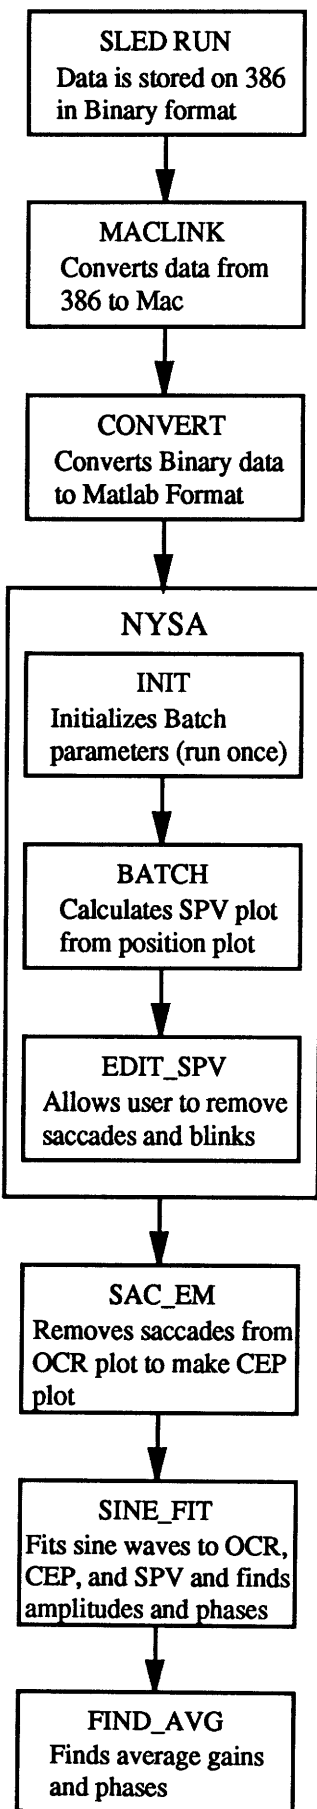 SLED RUN
Data is stored on 386
in Binary format
MACLINK
Converts data from
386 to Mac
CONVERT
Converts Binary data
to Matlab Format
NYSA
INIT
Initializes Batch
parameters (run once)
BATCH
Calculates SPV plot
from position plot
EDIT_SPV
Allows user to remove
saccades and blinks
SAC_EM
Removes saccades from
OCR plot to make CEP
plot
SINE_FIT
Fits sine waves to OCR,
CEP, and SPV and finds
amplitudes and phases
FIND_AVG
Finds average gains
and phases